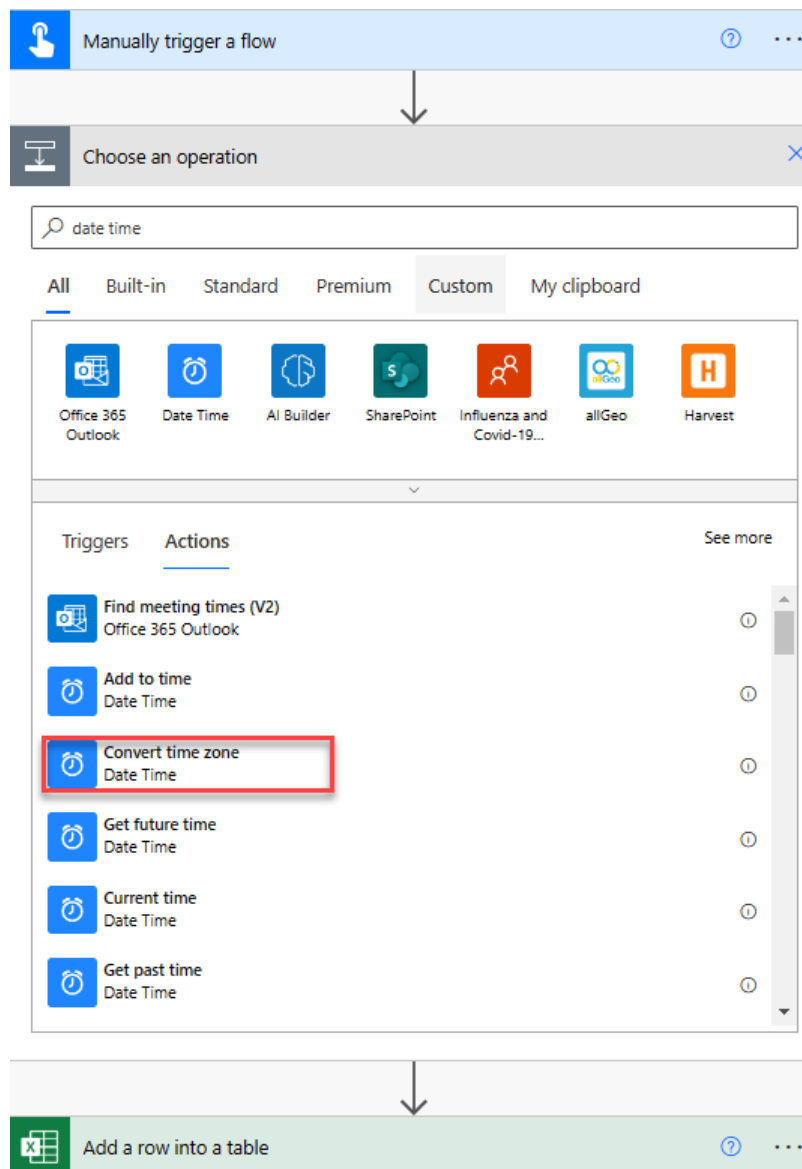 Manually trigger a flow
Choose an operation
date time
All Built-in Standard Premium Custom My clipboard
Office 365 Outlook
Date Time
AI Builder
SharePoint
Influenza and Covid-19...
allGeo
Harvest
Triggers Actions See more
Find meeting times (V2)
Office 365 Outlook
Add to time
Date Time
Convert time zone
Date Time
Get future time
Date Time
Current time
Date Time
Get past time
Date Time
Add a row into a table